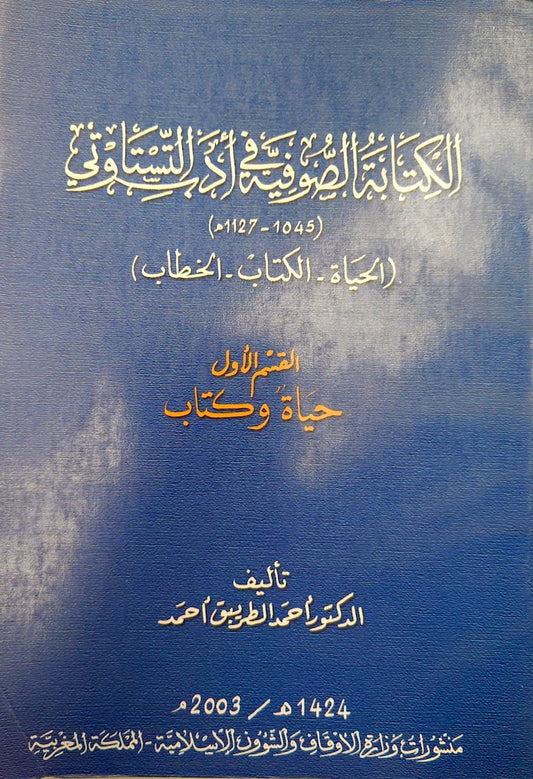 الكتابة الصوفية في أدب التستاوتي
(1045 - 1127هـ)
(الحياة - الكتاب - الخطاب)
القسم الأول
حياة وكتاب
تأليف
الدكتور أحمد الطريبق أحمد
1424هـ / 2003م
منشورات وزارة الأوقاف والشؤون الإسلامية - المملكة المغربية